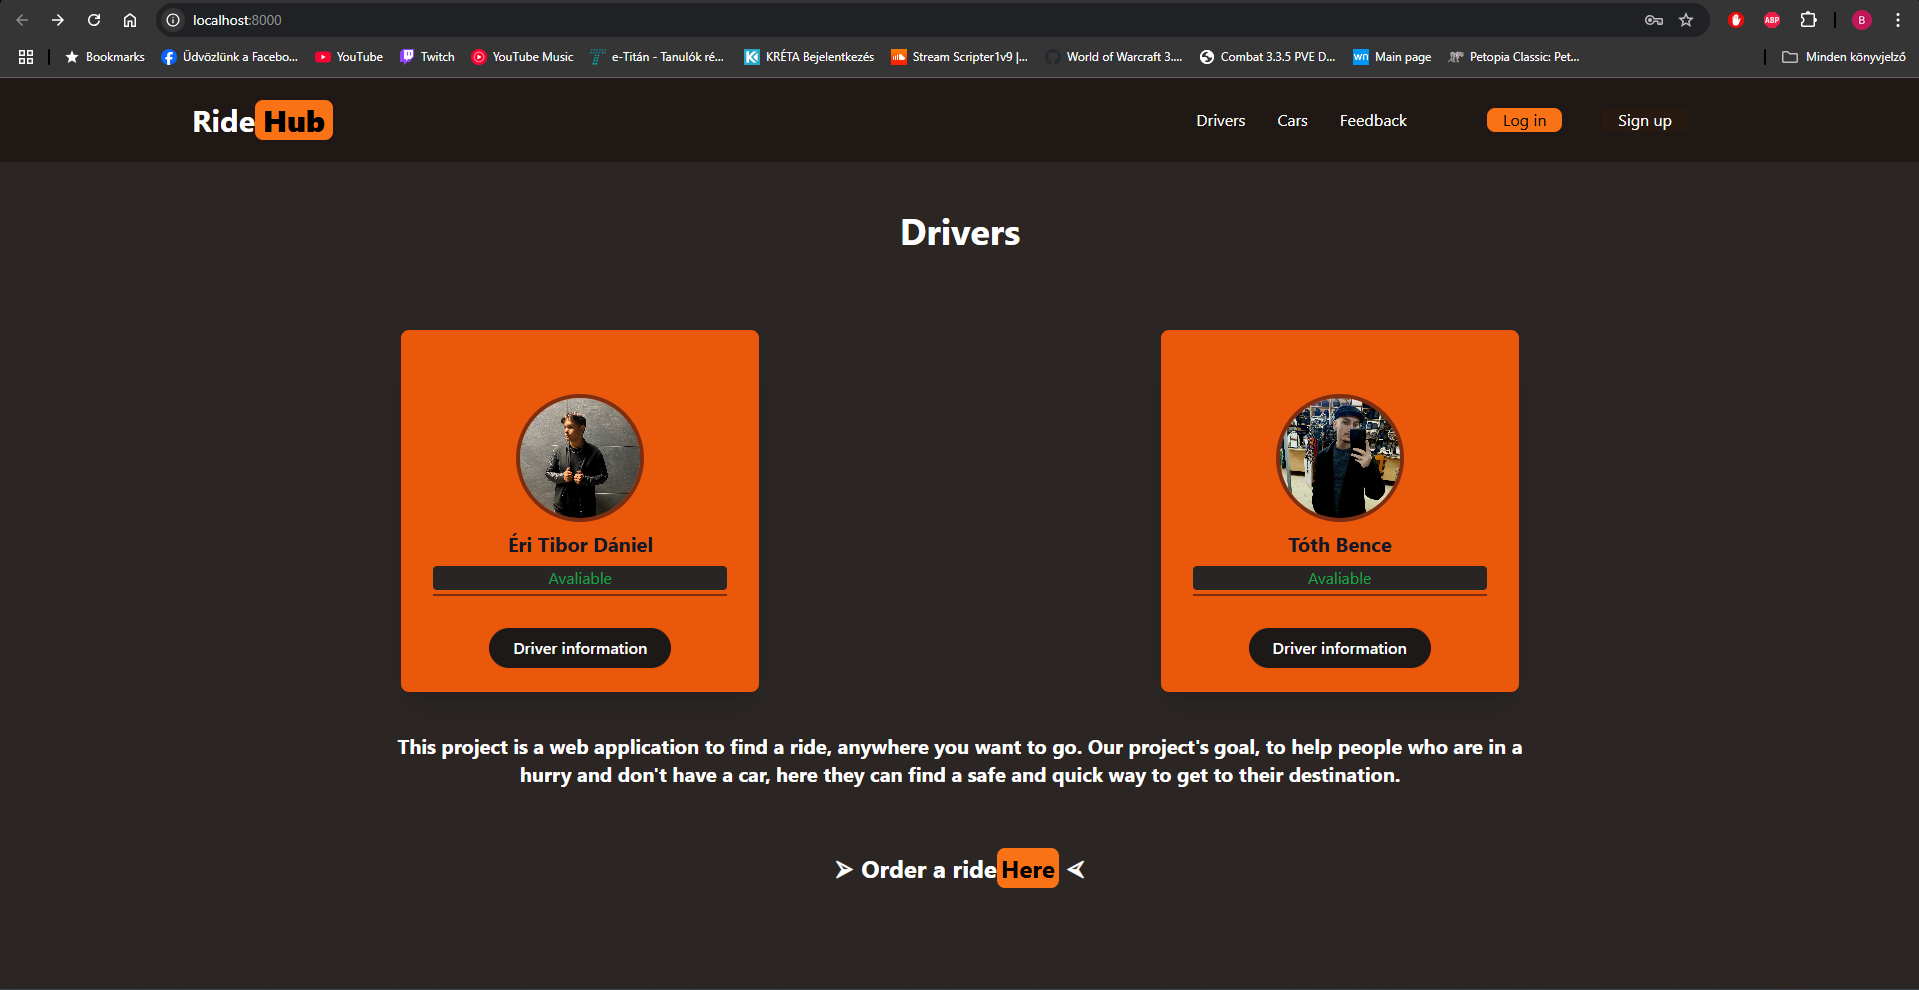 localhost:8000
ABP
B
Bookmarks Üdvözlünk a Facebo... YouTube Twitch YouTube Music e-Titán - Tanulók ré... KRÉTA Bejelentkezés Stream Scripter1v9 |... World of Warcraft 3.... Combat 3.3.5 PVE D... wn Main page Petopia Classic: Pet... Minden könyvjelző
Ride Hub Drivers Cars Feedback Log in Sign up
Drivers
Éri Tibor Dániel
Avaliable
Driver information
Tóth Bence
Avaliable
Driver information
This project is a web application to find a ride, anywhere you want to go. Our project's goal, to help people who are in a
hurry and don't have a car, here they can find a safe and quick way to get to their destination.
➤ Order a ride Here ⮜